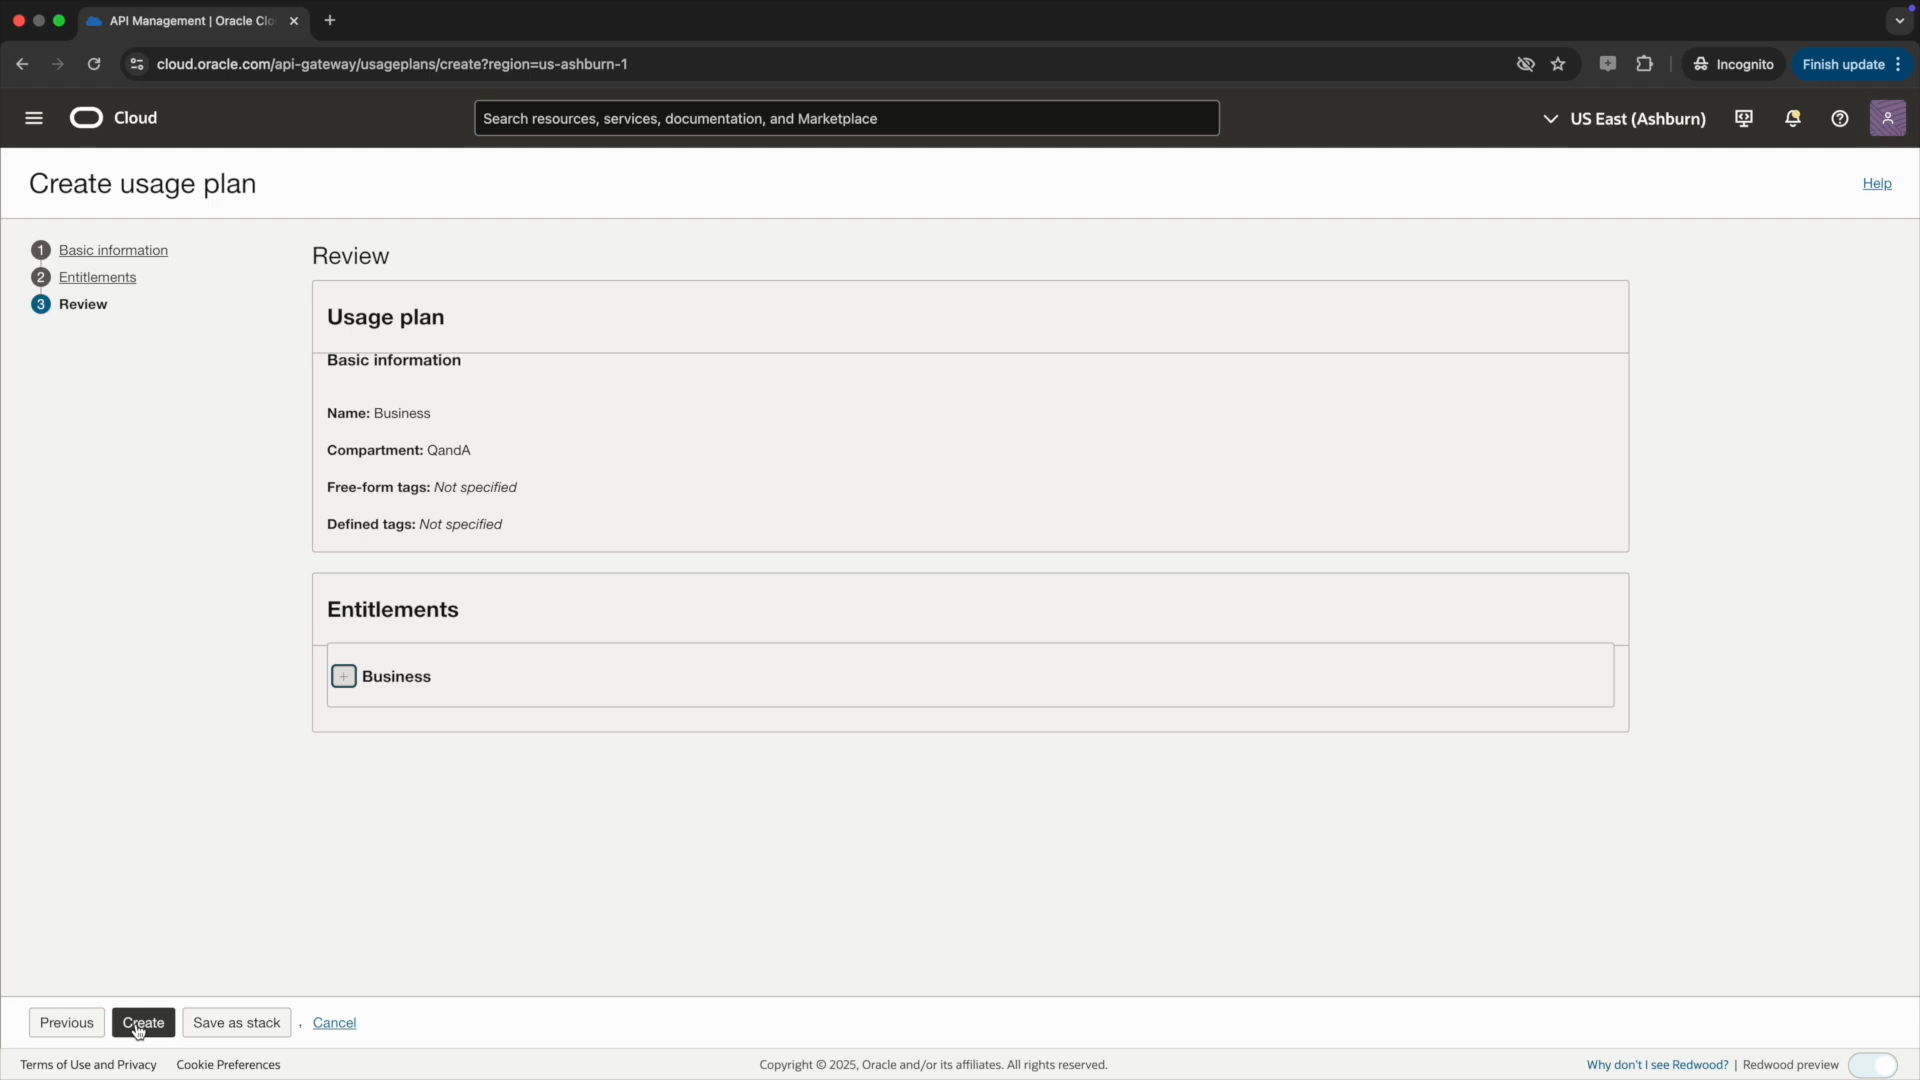 API Management | Oracle Clo
cloud.oracle.com/api-gateway/usageplans/create?region=us-ashburn-1
Incognito
Finish update
Cloud
Search resources, services, documentation, and Marketplace
US East (Ashburn)
Create usage plan
Help
1 Basic information
2 Entitlements
3 Review
Review
Usage plan
Basic information
Name: Business
Compartment: QandA
Free-form tags: Not specified
Defined tags: Not specified
Entitlements
+ Business
Previous
Create
Save as stack
, Cancel
Terms of Use and Privacy
Cookie Preferences
Copyright © 2025, Oracle and/or its affiliates. All rights reserved.
Why don't I see Redwood? | Redwood preview